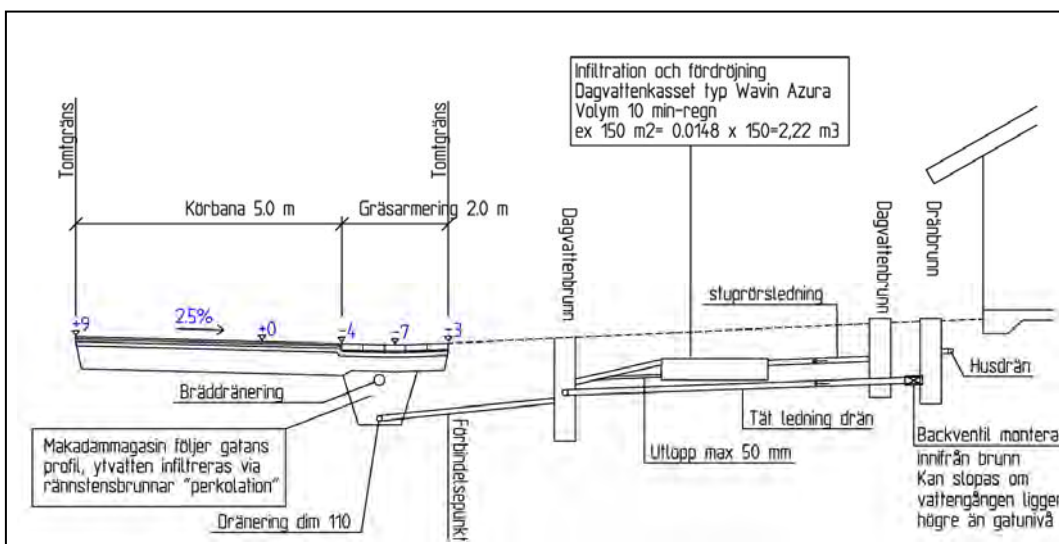 Infiltration och fördröjning
Dagvattenkasset typ Wavin Azura
Volym 10 min-regn
ex 150 m2= 0.0148 x 150=2,22 m3
Tomtgräns
Tomtgräns
Körbana 5.0 m
Gräsarmering 2.0 m
Dagvattenbrunn
Dagvattenbrunn
Dränbrunn
stuprörsledning
+9
2.5%
+0
-4
-7
-3
Bräddränering
Husdrän
Makadammagasin följer gatans
profil, ytvatten infiltreras via
rännstensbrunnar "perkolation"
Tät ledning drän
Utlopp max 50 mm
Förbindelsepunkt
Dränering dim 110
Backventil montera
innifrån brunn
Kan slopas om
vattengången ligger
högre än gatunivå